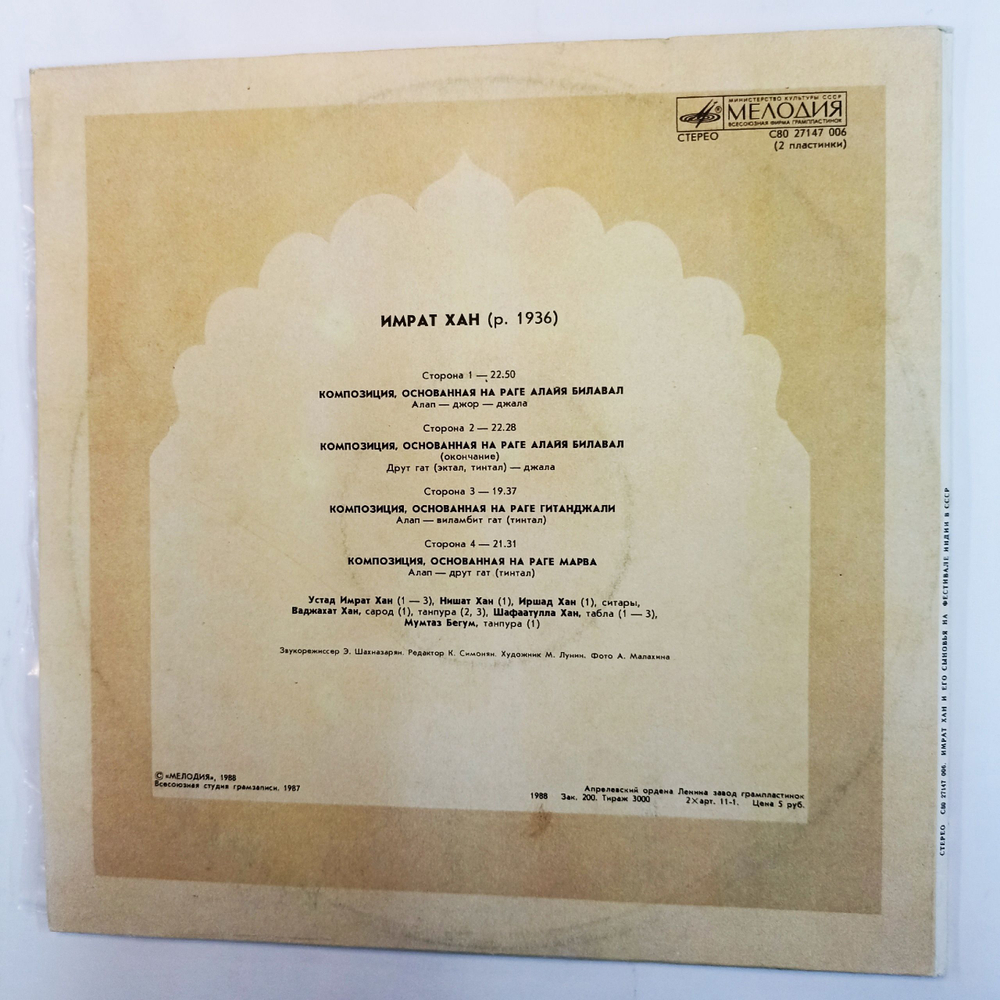 МИНИСТЕРСТВО КУЛЬТУРЫ СССР
МЕЛОДИЯ
ВСЕСОЮЗНАЯ ФИРМА ГРАМПЛАСТИНОК
СТЕРЕО
С80 27147 006
(2 пластинки)
ИМРАТ ХАН (р. 1936)
Сторона 1 — 22.50
КОМПОЗИЦИЯ, ОСНОВАННАЯ НА РАГЕ АЛАЙЯ БИЛАВАЛ
Алап — джор — джала
Сторона 2 — 22.28
КОМПОЗИЦИЯ, ОСНОВАННАЯ НА РАГЕ АЛАЙЯ БИЛАВАЛ
(окончание)
Друт гат (эктал, тинтал) — джала
Сторона 3 — 19.37
КОМПОЗИЦИЯ, ОСНОВАННАЯ НА РАГЕ ГИТАНДЖАЛИ
Алап — виламбит гат (тинтал)
Сторона 4 — 21.31
КОМПОЗИЦИЯ, ОСНОВАННАЯ НА РАГЕ МАРВА
Алап — друт гат (тинтал)
Устад Имрат Хан (1 — 3), Нишат Хан (1), Иршад Хан (1), ситары,
Ваджахат Хан, сарод (1), танпура (2, 3), Шафаатулла Хан, табла (1 — 3),
Мумтаз Бегум, танпура (1)
Звукорежиссер Э. Шахназарян. Редактор К. Симонян. Художник М. Лунин. Фото А. Малахина
© «МЕЛОДИЯ», 1988
Всесоюзная студия грамзаписи, 1987
Апрелевский ордена Ленина завод грампластинок
1988 Зак. 200. Тираж 3000 2×арт. 11-1. Цена 5 руб.
СТЕРЕО С80 27147 006. ИМРАТ ХАН И ЕГО СЫНОВЬЯ НА ФЕСТИВАЛЕ ИНДИИ В СССР